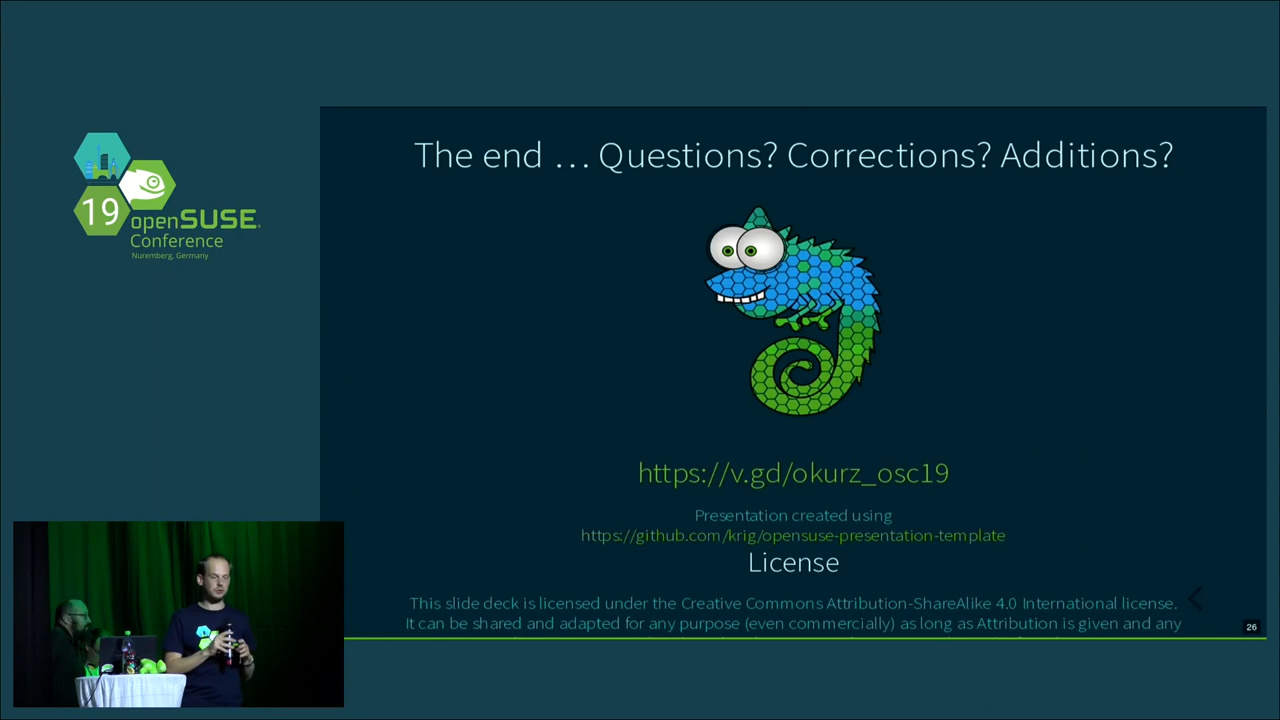 19
openSUSE
Conference
Nuremberg, Germany
The end … Questions? Corrections? Additions?
https://v.gd/okurz_osc19
Presentation created using
https://github.com/krig/opensuse-presentation-template
License
This slide deck is licensed under the Creative Commons Attribution-ShareAlike 4.0 International license.
It can be shared and adapted for any purpose (even commercially) as long as Attribution is given and any
26